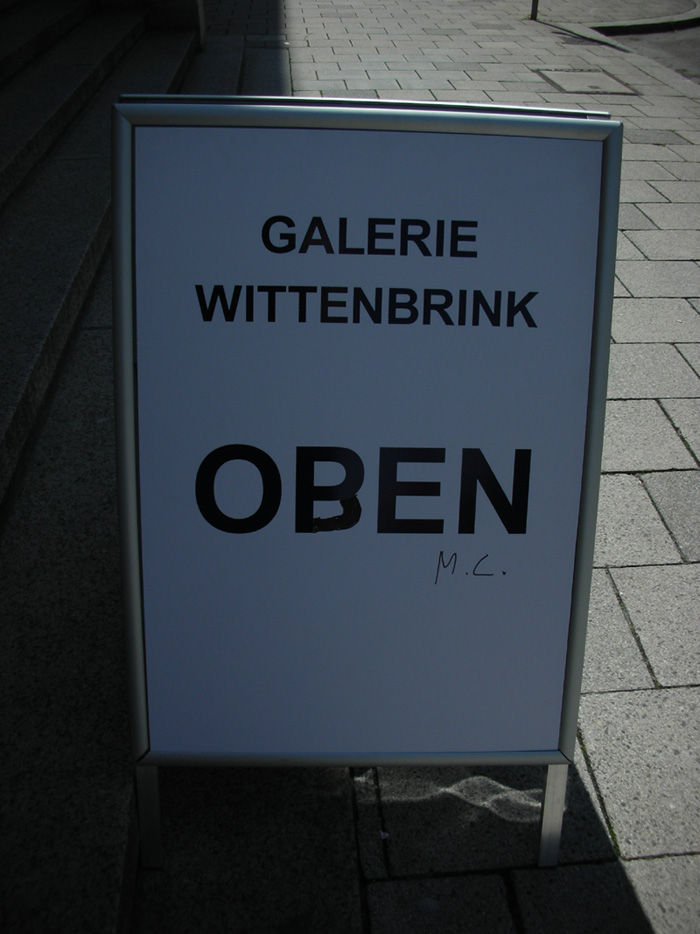 GALERIE
WITTENBRINK
OBEN
M.C.